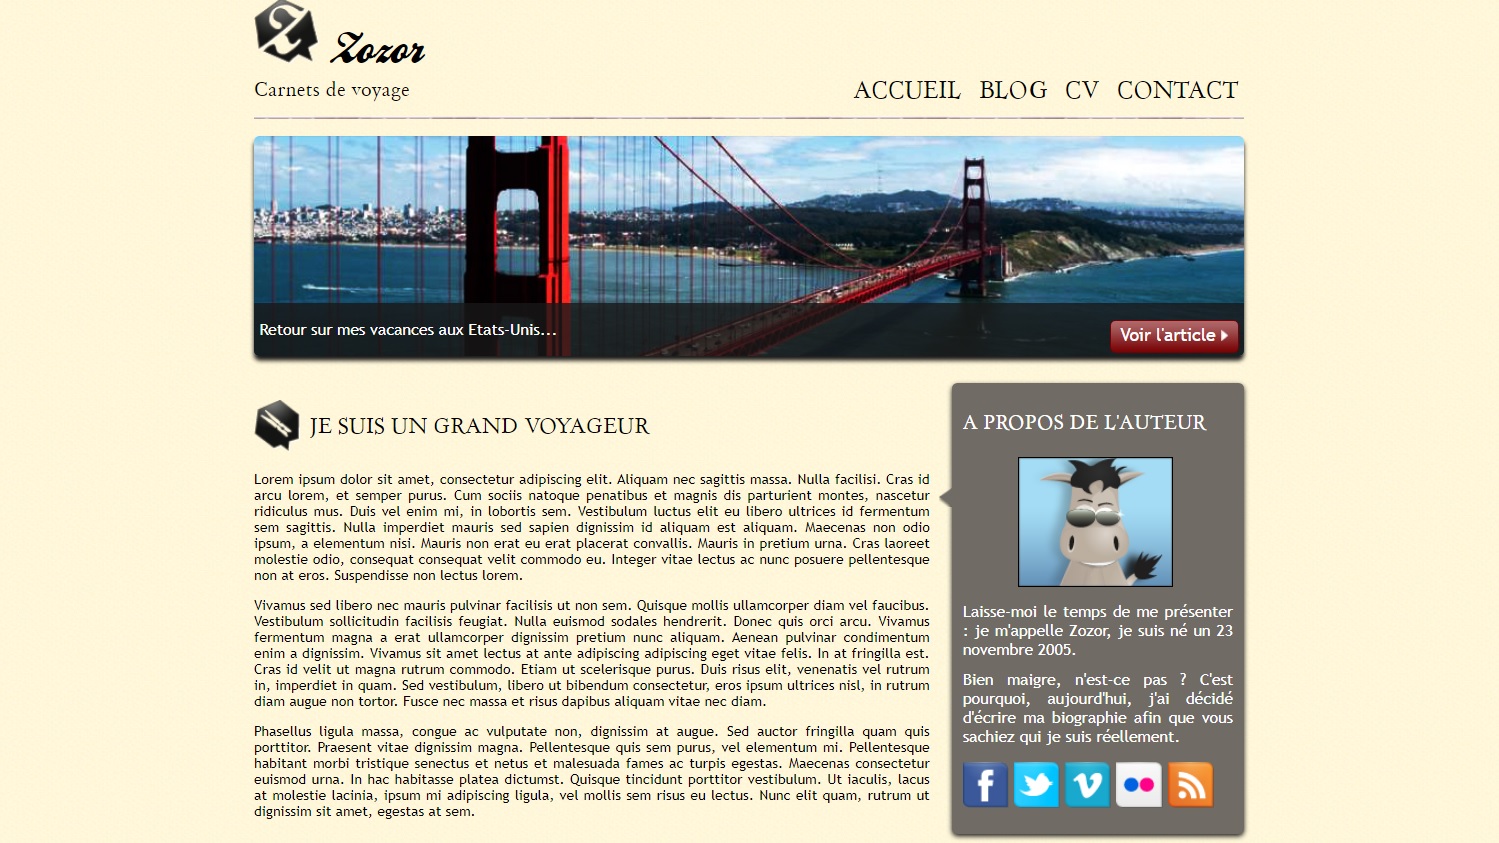 Zozor
Carnets de voyage
ACCUEIL BLOG CV CONTACT
Retour sur mes vacances aux Etats-Unis...
Voir l'article
JE SUIS UN GRAND VOYAGEUR
Lorem ipsum dolor sit amet, consectetur adipiscing elit. Aliquam nec sagittis massa. Nulla facilisi. Cras id
arcu lorem, et semper purus. Cum sociis natoque penatibus et magnis dis parturient montes, nascetur
ridiculus mus. Duis vel enim mi, in lobortis sem. Vestibulum luctus elit eu libero ultrices id fermentum
sem sagittis. Nulla imperdiet mauris sed sapien dignissim id aliquam est aliquam. Maecenas non odio
ipsum, a elementum nisi. Mauris non erat eu erat placerat convallis. Mauris in pretium urna. Cras laoreet
molestie odio, consequat consequat velit commodo eu. Integer vitae lectus ac nunc posuere pellentesque
non at eros. Suspendisse non lectus lorem.
Vivamus sed libero nec mauris pulvinar facilisis ut non sem. Quisque mollis ullamcorper diam vel faucibus.
Vestibulum sollicitudin facilisis feugiat. Nulla euismod sodales hendrerit. Donec quis orci arcu. Vivamus
fermentum magna a erat ullamcorper dignissim pretium nunc aliquam. Aenean pulvinar condimentum
enim a dignissim. Vivamus sit amet lectus at ante adipiscing adipiscing eget vitae felis. In at fringilla est.
Cras id velit ut magna rutrum commodo. Etiam ut scelerisque purus. Duis risus elit, venenatis vel rutrum
in, imperdiet in quam. Sed vestibulum, libero ut bibendum consectetur, eros ipsum ultrices nisl, in rutrum
diam augue non tortor. Fusce nec massa et risus dapibus aliquam vitae nec diam.
Phasellus ligula massa, congue ac vulputate non, dignissim at augue. Sed auctor fringilla quam quis
porttitor. Praesent vitae dignissim magna. Pellentesque quis sem purus, vel elementum mi. Pellentesque
habitant morbi tristique senectus et netus et malesuada fames ac turpis egestas. Maecenas consectetur
euismod urna. In hac habitasse platea dictumst. Quisque tincidunt porttitor vestibulum. Ut iaculis, lacus
at molestie lacinia, ipsum mi adipiscing ligula, vel mollis sem risus eu lectus. Nunc elit quam, rutrum ut
dignissim sit amet, egestas at sem.
A PROPOS DE L'AUTEUR
Laisse-moi le temps de me présenter
: je m'appelle Zozor, je suis né un 23
novembre 2005.
Bien maigre, n'est-ce pas ? C'est
pourquoi, aujourd'hui, j'ai décidé
d'écrire ma biographie afin que vous
sachiez qui je suis réellement.